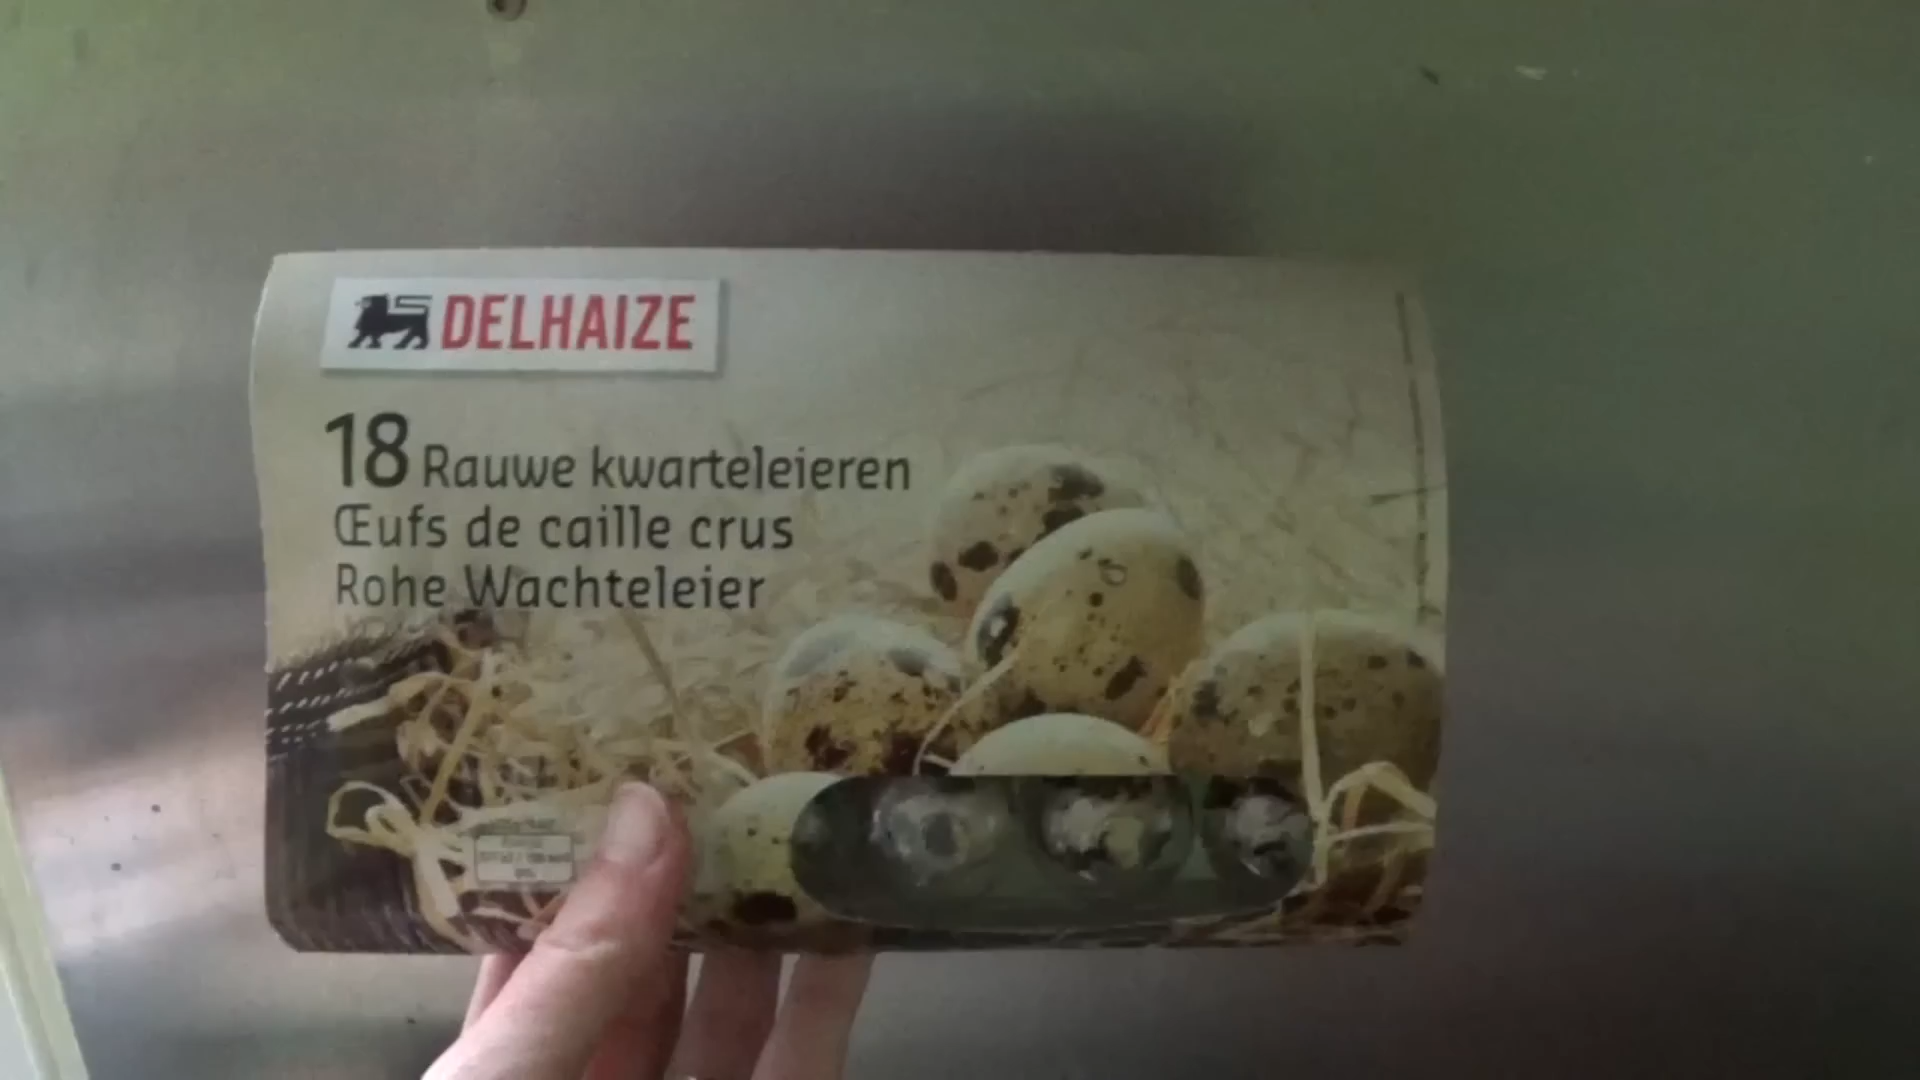 DELHAIZE
18 Rauwe kwarteleieren
Œufs de caille crus
Rohe Wachteleier